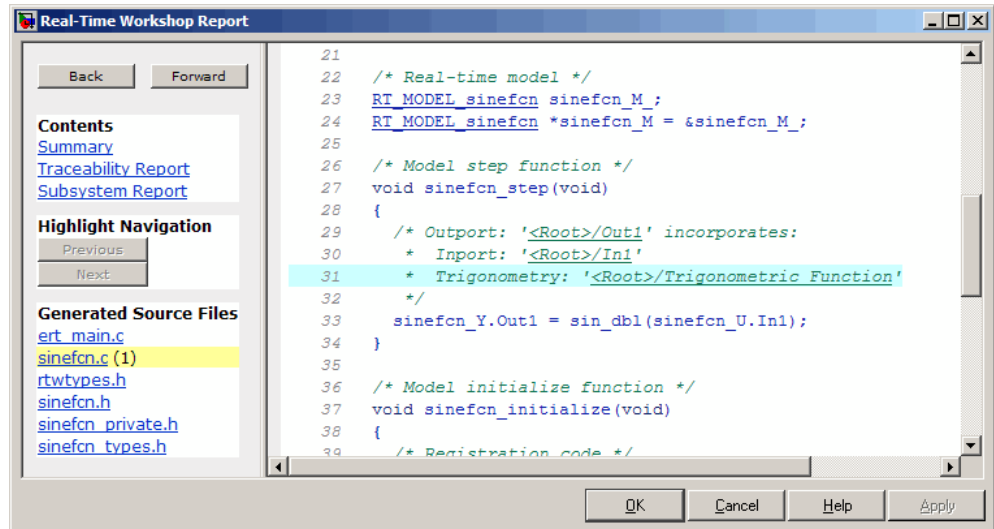 Real-Time Workshop Report
Back Forward
Contents
Summary
Traceability Report
Subsystem Report
Highlight Navigation
Previous
Next
Generated Source Files
ert_main.c
sinefcn.c (1)
rtwtypes.h
sinefcn.h
sinefcn_private.h
sinefcn_types.h
21
22 /* Real-time model */
23 RT_MODEL_sinefcn sinefcn_M_;
24 RT_MODEL_sinefcn *sinefcn_M = &sinefcn_M_;
25
26 /* Model step function */
27 void sinefcn_step(void)
28 {
29 /* Outport: '<Root>/Out1' incorporates:
30 * Inport: '<Root>/In1'
31 * Trigonometry: '<Root>/Trigonometric Function'
32 */
33 sinefcn_Y.Out1 = sin_dbl(sinefcn_U.In1);
34 }
35
36 /* Model initialize function */
37 void sinefcn_initialize(void)
38 {
39 /* Registration code */
OK Cancel Help Apply